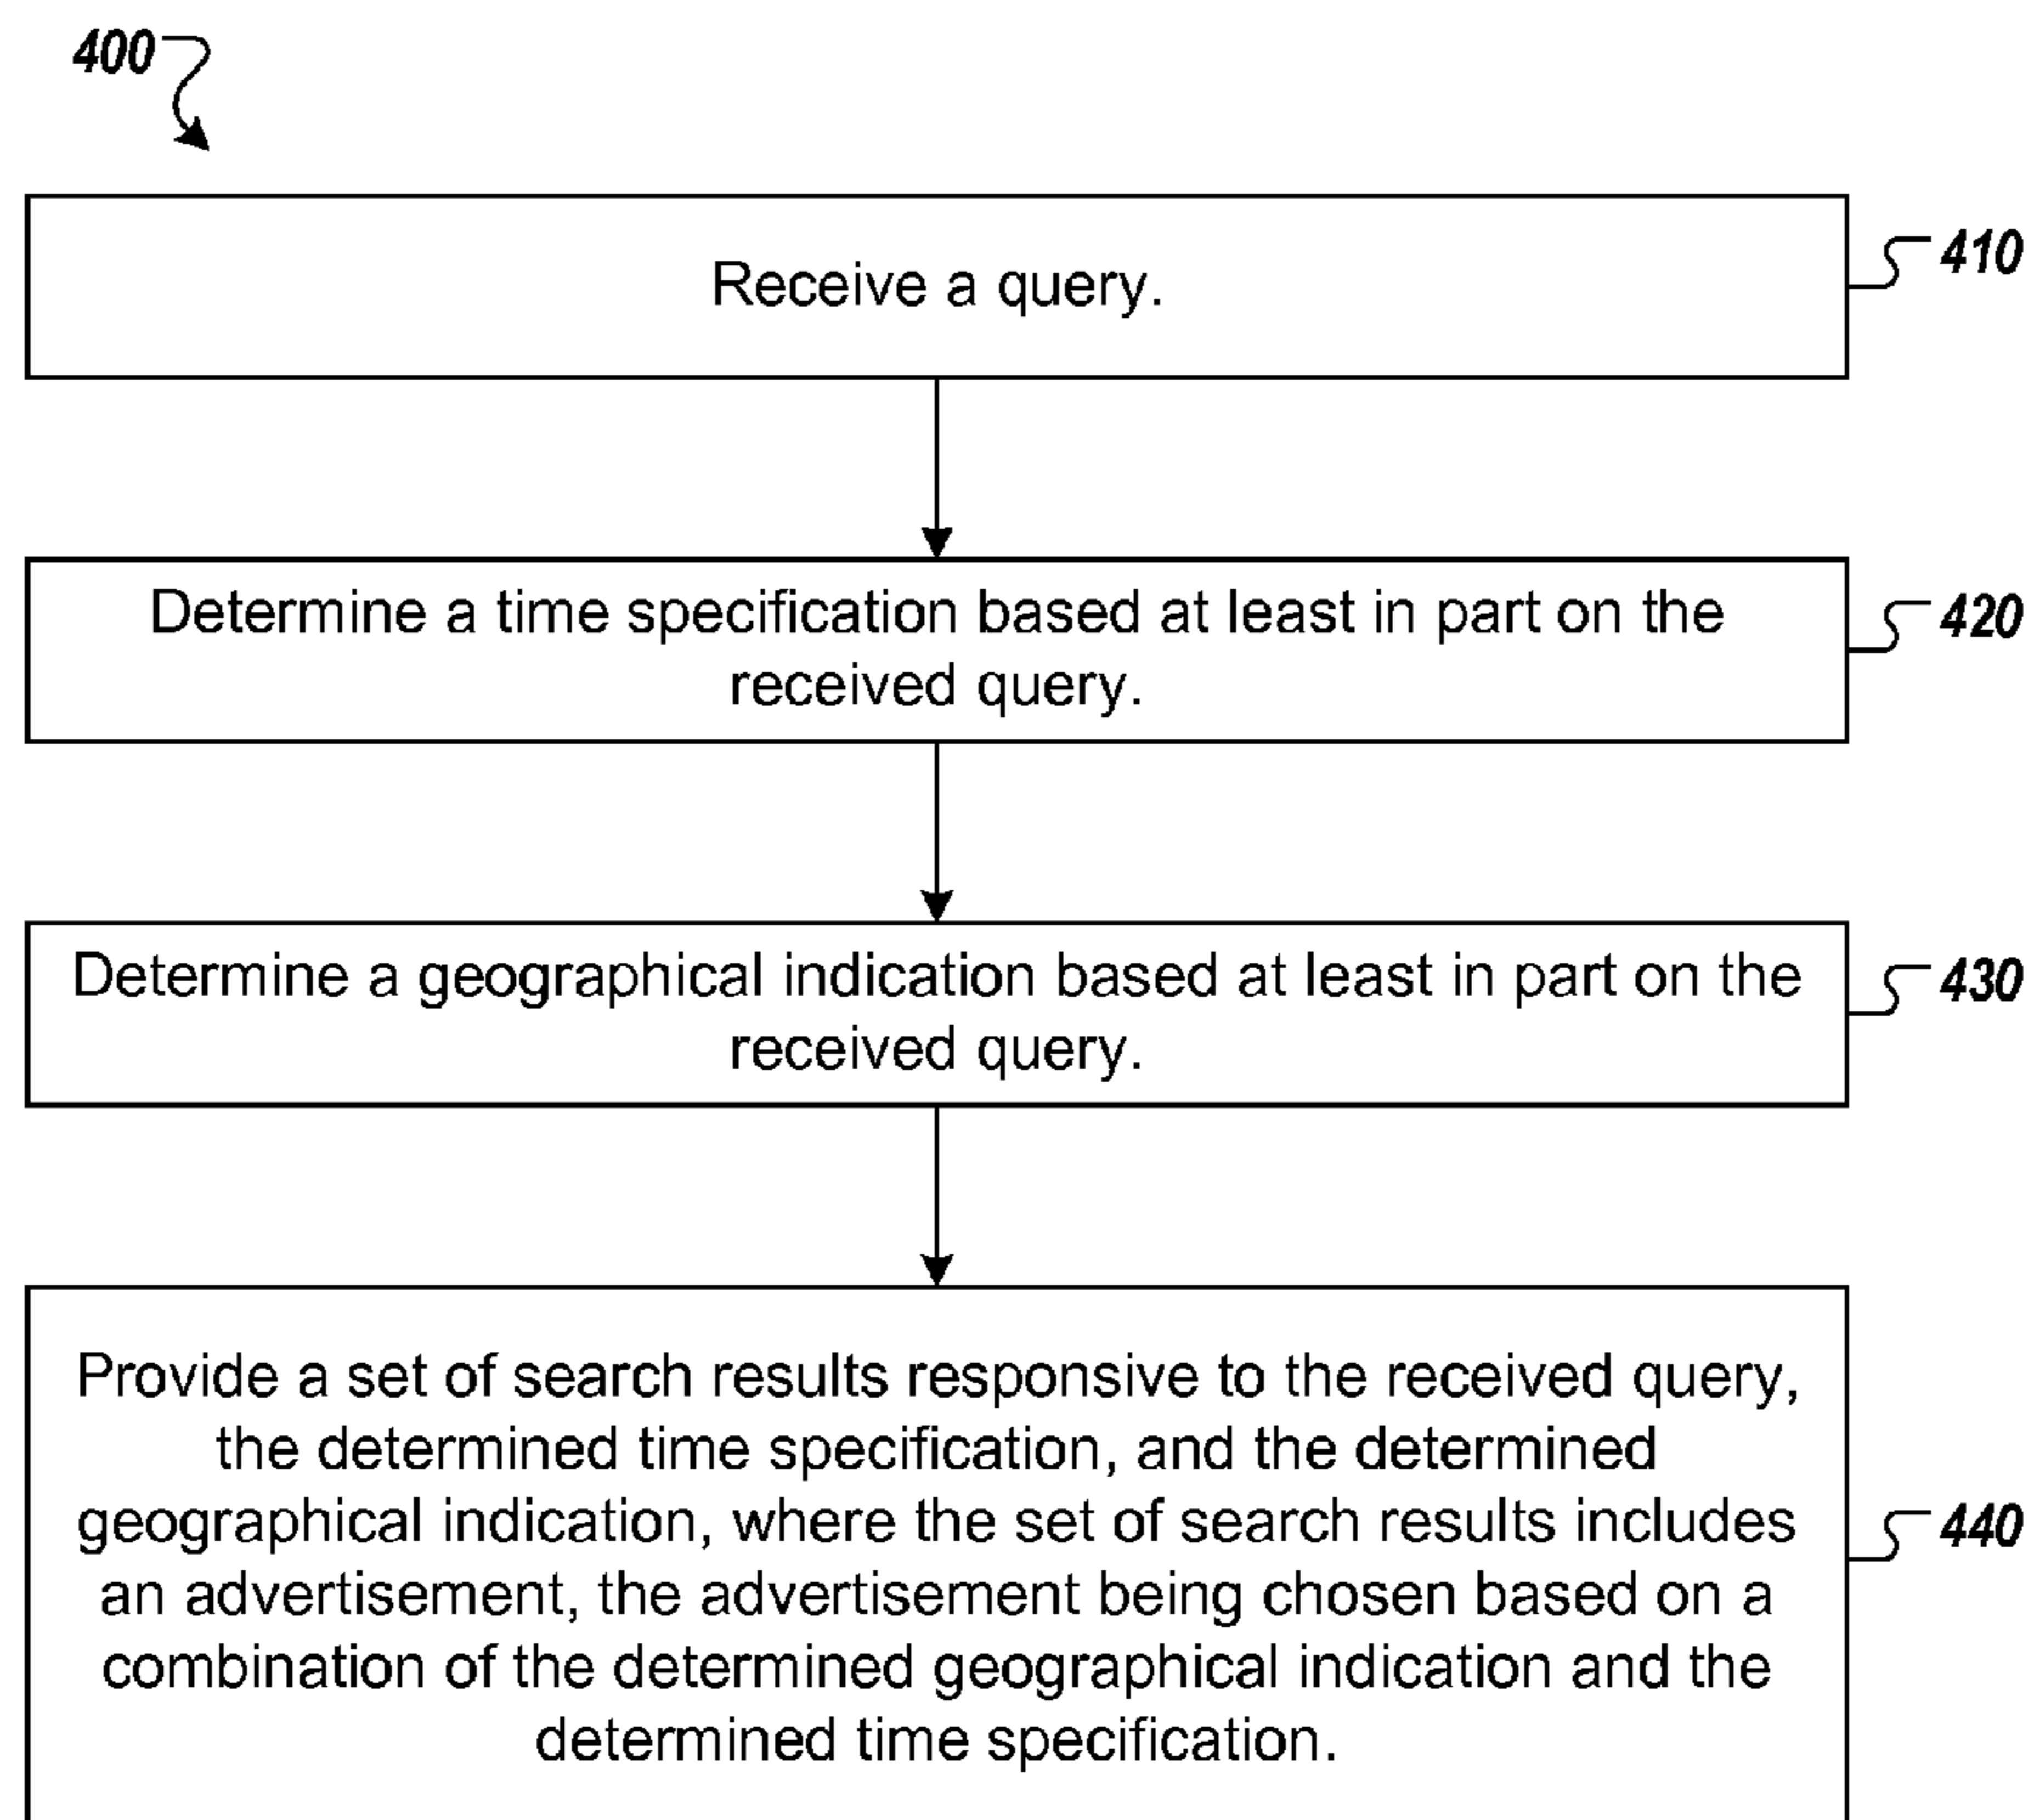 400
Receive a query.
410
Determine a time specification based at least in part on the
received query.
420
Determine a geographical indication based at least in part on the
received query.
430
Provide a set of search results responsive to the received query,
the determined time specification, and the determined
geographical indication, where the set of search results includes
an advertisement, the advertisement being chosen based on a
combination of the determined geographical indication and the
determined time specification.
440